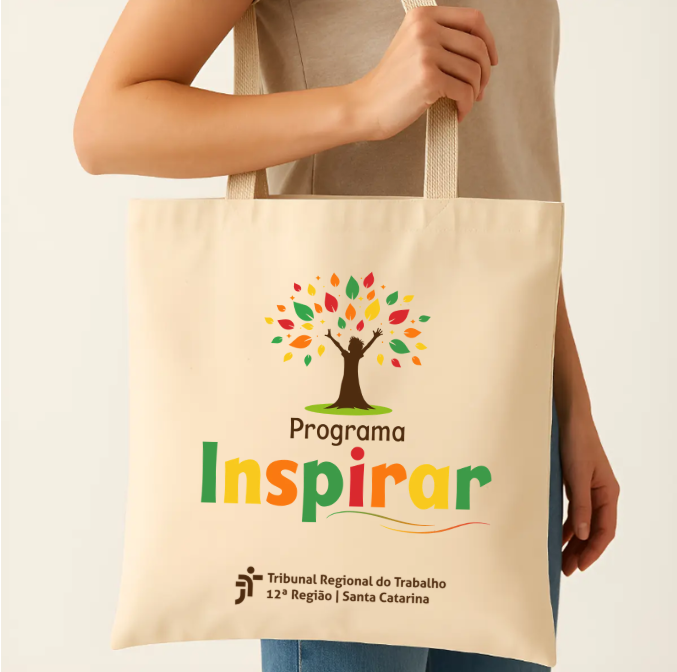 Programa
Inspirar
Tribunal Regional do Trabalho
12ª Região | Santa Catarina